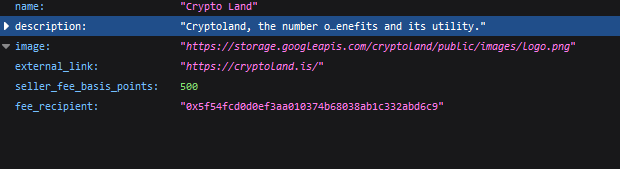 name: "Crypto Land"
description: "Cryptoland, the number o…enefits and its utility."
image: "https://storage.googleapis.com/cryptoland/public/images/logo.png"
external_link: "https://cryptoland.is/"
seller_fee_basis_points: 500
fee_recipient: "0x5f54fcd0d0ef3aa010374b68038ab1c332abd6c9"